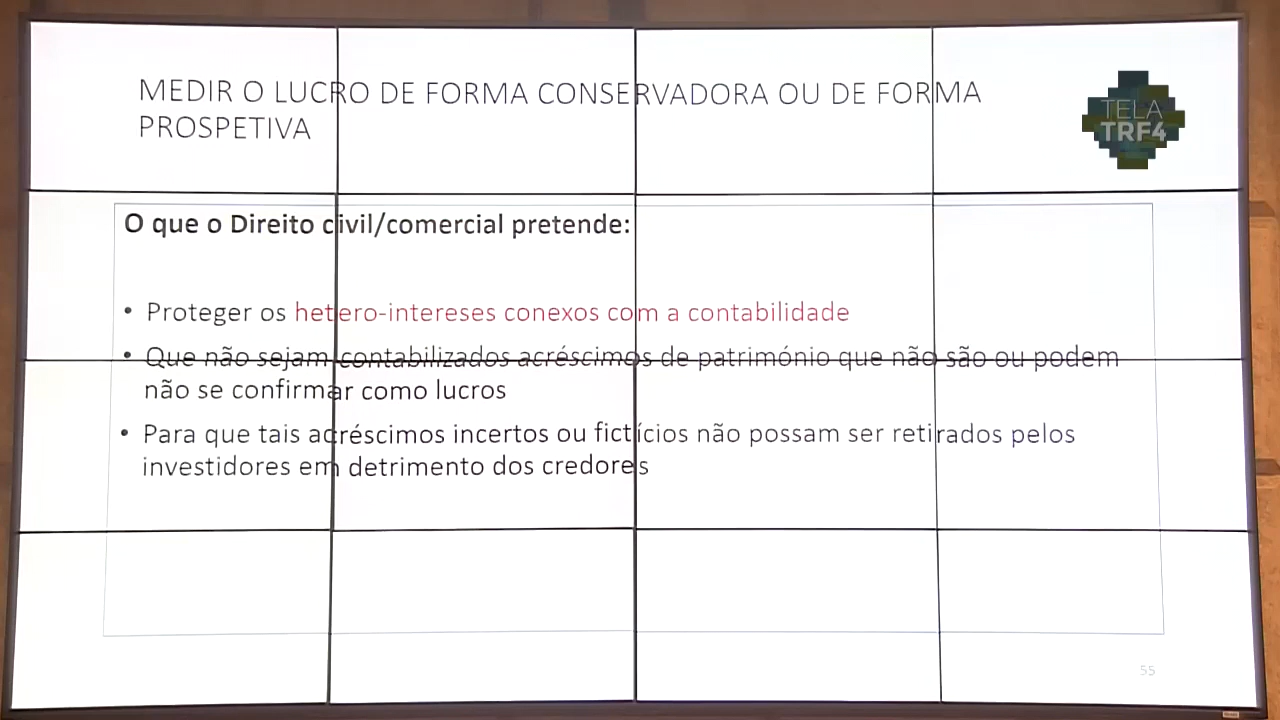 MEDIR O LUCRO DE FORMA CONSERVADORA OU DE FORMA
PROSPETIVA
TELA
TRF4
O que o Direito civil/comercial pretende:
• Proteger os hetero-intereses conexos com a contabilidade
• Que não sejam contabilizados acréscimos de património que não são ou podem
não se confirmar como lucros
• Para que tais acréscimos incertos ou fictícios não possam ser retirados pelos
investidores em detrimento dos credores
55